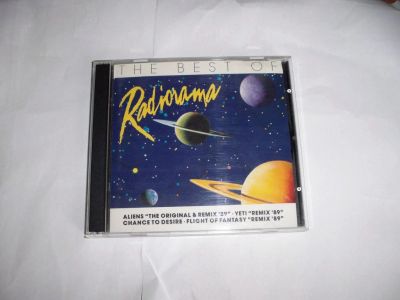 THE BEST OF
Radiorama
ALIENS "THE ORIGINAL & REMIX '89" · YETI "REMIX '89"
CHANCE TO DESIRE · FLIGHT OF FANTASY "REMIX '89"